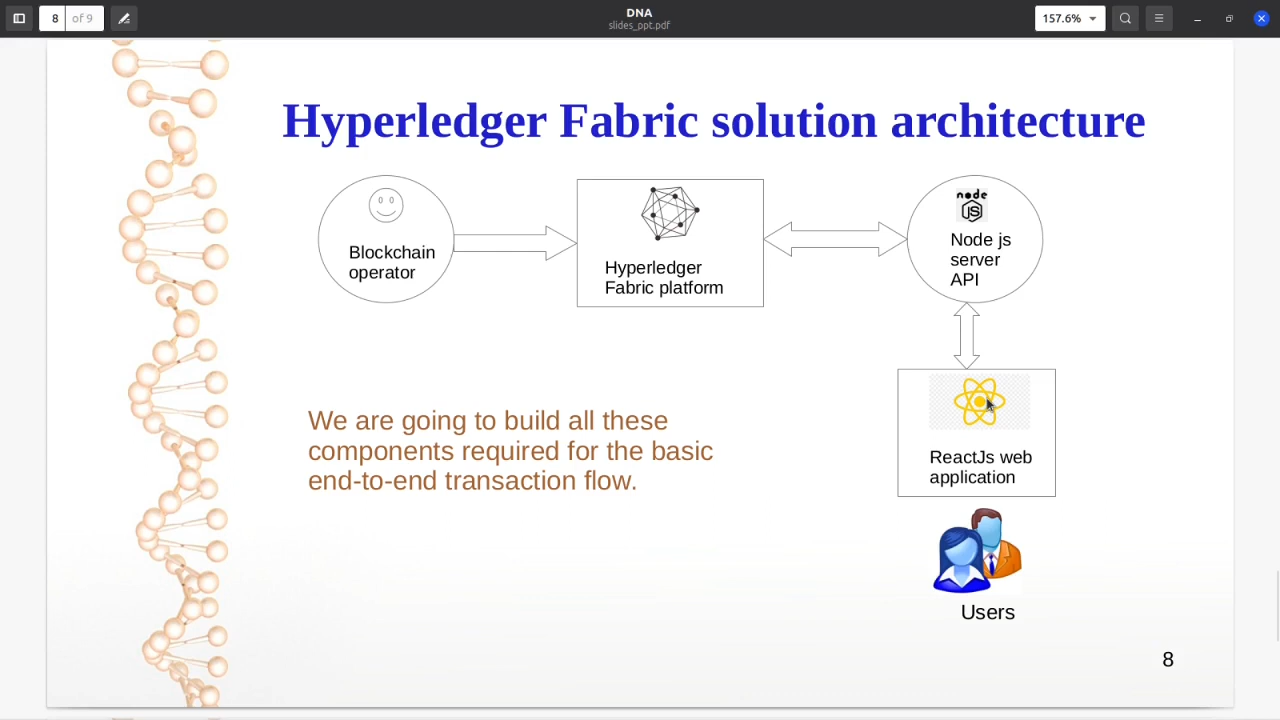 8 of 9
DNA
slides_ppt.pdf
157.6%
Hyperledger Fabric solution architecture
Blockchain
operator
Hyperledger
Fabric platform
node
JS
Node js
server
API
ReactJs web
application
We are going to build all these
components required for the basic
end-to-end transaction flow.
Users
8